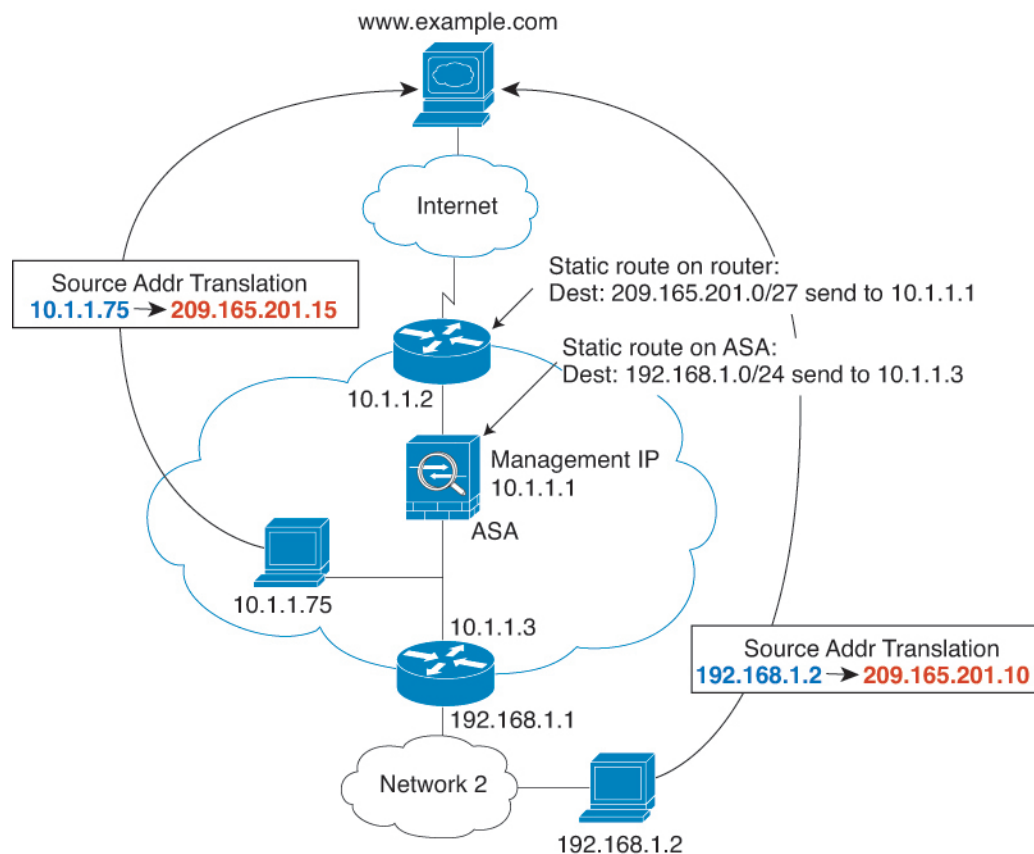 www.example.com
Internet
Source Addr Translation
10.1.1.75 209.165.201.15
Static route on router:
Dest: 209.165.201.0/27 send to 10.1.1.1
Static route on ASA:
Dest: 192.168.1.0/24 send to 10.1.1.3
10.1.1.2
Management IP
10.1.1.1
ASA
10.1.1.75
10.1.1.3
Source Addr Translation
192.168.1.2 209.165.201.10
192.168.1.1
Network 2
192.168.1.2